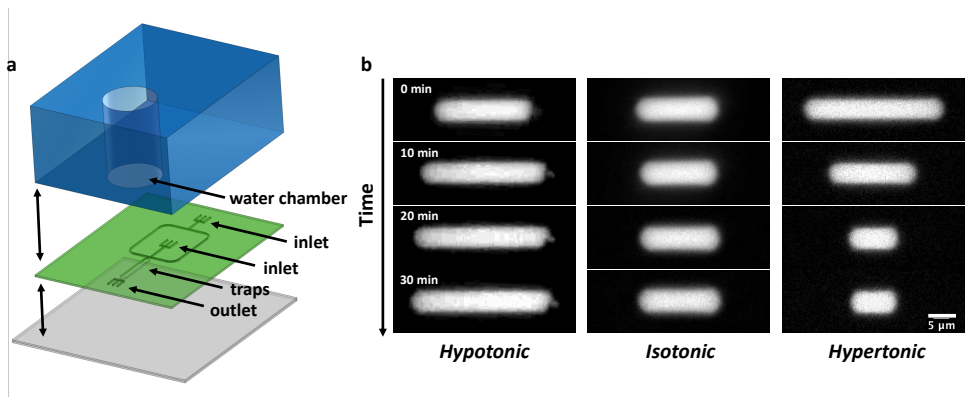 a
water chamber
inlet
inlet
traps
outlet
b
Time
0 min
10 min
20 min
30 min
5 µm
Hypotonic
Isotonic
Hypertonic